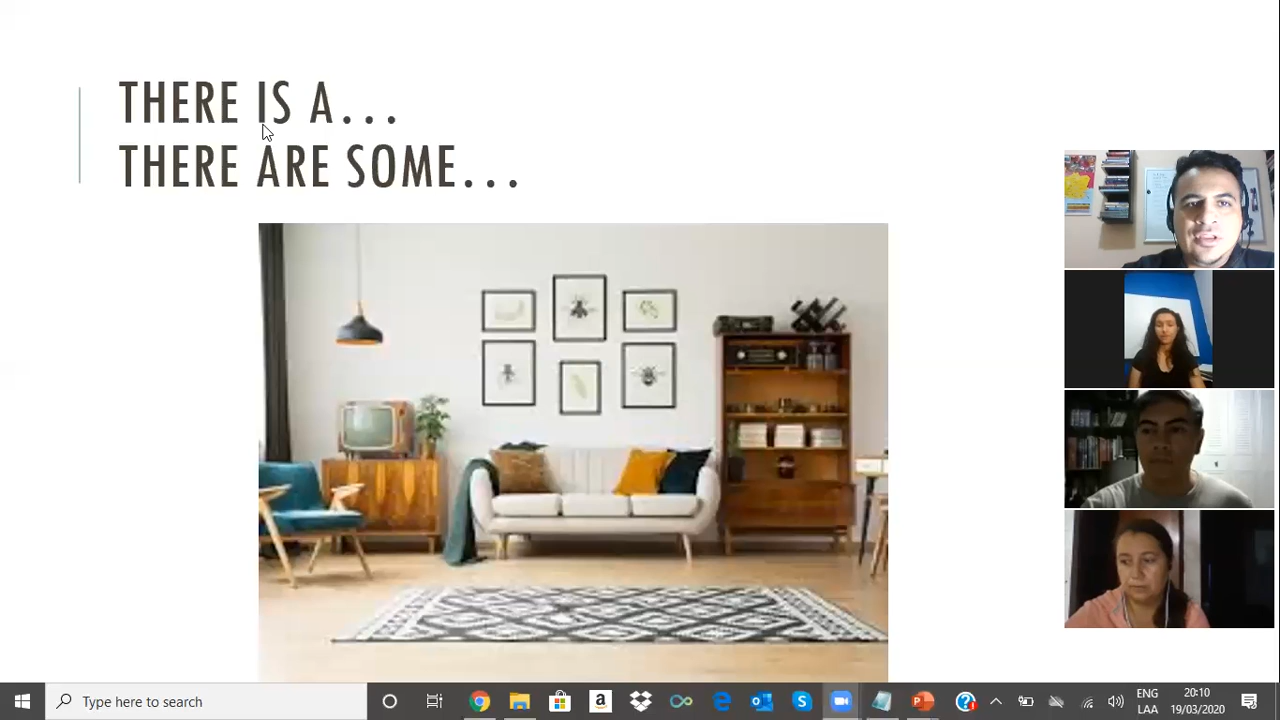 THERE IS A...
THERE ARE SOME...
Type here to search
ENG
LAA
20:10
19/03/2020